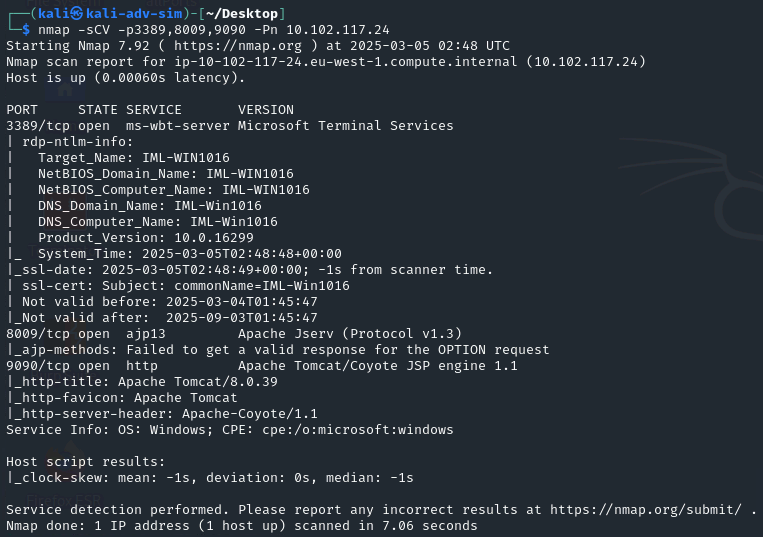 ┌──(kali㉿kali-adv-sim)-[~/Desktop]
└─$ nmap -sCV -p3389,8009,9090 -Pn 10.102.117.24
Starting Nmap 7.92 ( https://nmap.org ) at 2025-03-05 02:48 UTC
Nmap scan report for ip-10-102-117-24.eu-west-1.compute.internal (10.102.117.24)
Host is up (0.00060s latency).

PORT     STATE SERVICE       VERSION
3389/tcp open  ms-wbt-server Microsoft Terminal Services
| rdp-ntlm-info:
|   Target_Name: IML-WIN1016
|   NetBIOS_Domain_Name: IML-WIN1016
|   NetBIOS_Computer_Name: IML-WIN1016
|   DNS_Domain_Name: IML-Win1016
|   DNS_Computer_Name: IML-Win1016
|   Product_Version: 10.0.16299
|_  System_Time: 2025-03-05T02:48:48+00:00
|_ssl-date: 2025-03-05T02:48:49+00:00; -1s from scanner time.
| ssl-cert: Subject: commonName=IML-Win1016
| Not valid before: 2025-03-04T01:45:47
|_Not valid after:  2025-09-03T01:45:47
8009/tcp open  ajp13         Apache Jserv (Protocol v1.3)
|_ajp-methods: Failed to get a valid response for the OPTION request
9090/tcp open  http          Apache Tomcat/Coyote JSP engine 1.1
|_http-title: Apache Tomcat/8.0.39
|_http-favicon: Apache Tomcat
|_http-server-header: Apache-Coyote/1.1
Service Info: OS: Windows; CPE: cpe:/o:microsoft:windows

Host script results:
|_clock-skew: mean: -1s, deviation: 0s, median: -1s

Firefox ESR
Service detection performed. Please report any incorrect results at https://nmap.org/submit/ .
Nmap done: 1 IP address (1 host up) scanned in 7.06 seconds